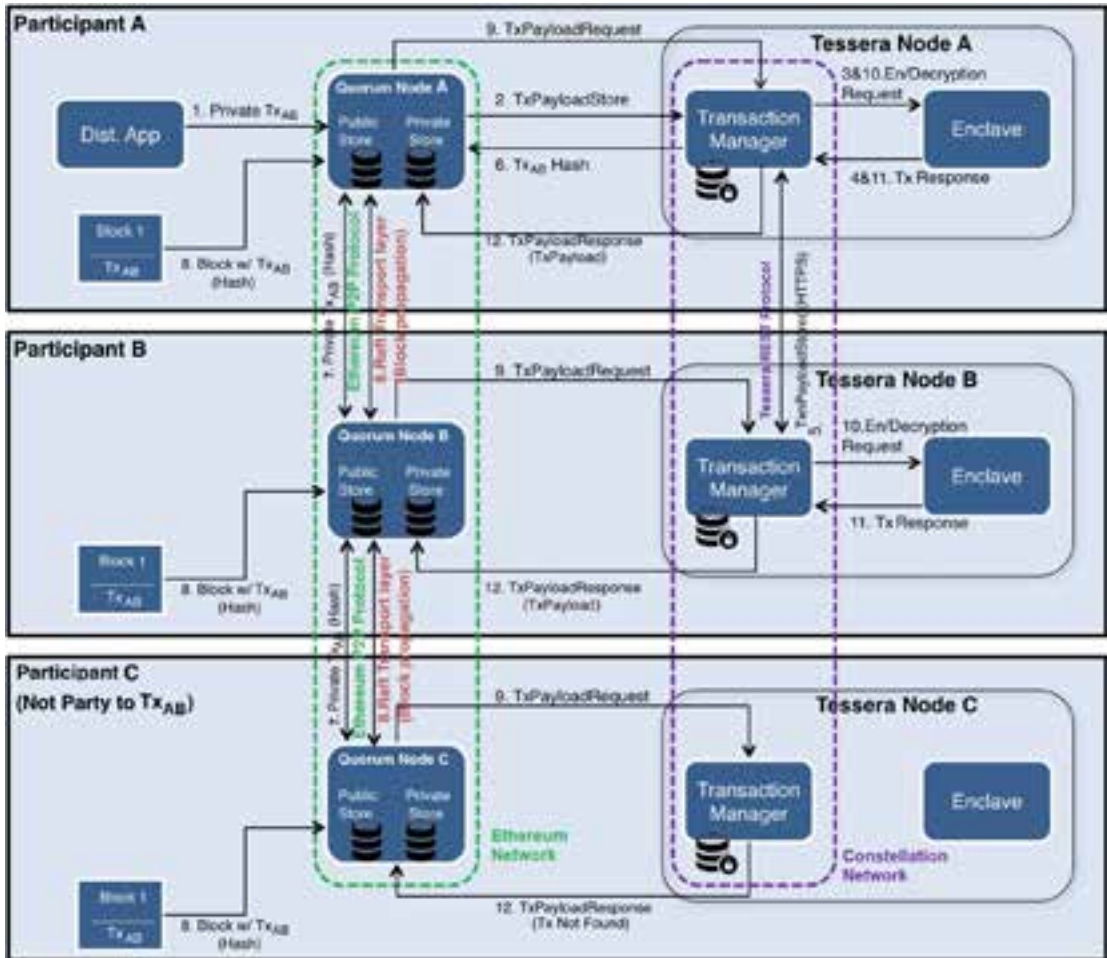 Participant A
9. TxPayloadRequest
Tessera Node A
Quorum Node A
3&10.En/Decryption
Request
1. Private TxAB
2. TxPayloadStore
Dist. App
Public
Store
Private
Store
Transaction
Manager
Enclave
6. TxAB Hash
4&11. Tx Response
Block 1
TxAB
8. Block w/ TxAB
(Hash)
12. TxPayloadResponse
(TxPayload)
7. Private TxAB (Hash)
Ethereum P2P Protocol
8.Raft Transport layer
(Block propagation)
Tessera REST Protocol
TxnPayloadStore (HTTPS)
5.
Participant B
9. TxPayloadRequest
Tessera Node B
Quorum Node B
10.En/Decryption
Request
Public
Store
Private
Store
Transaction
Manager
Enclave
11. Tx Response
Block 1
TxAB
8. Block w/ TxAB
(Hash)
12. TxPayloadResponse
(TxPayload)
7. Private TxAB (Hash)
Ethereum P2P Protocol
8.Raft Transport layer
(Block propagation)
Participant C
(Not Party to TxAB)
9. TxPayloadRequest
Tessera Node C
Quorum Node C
Public
Store
Private
Store
Transaction
Manager
Enclave
Ethereum
Network
Constellation
Network
Block 1
TxAB
8. Block w/ TxAB
(Hash)
12. TxPayloadResponse
(Tx Not Found)